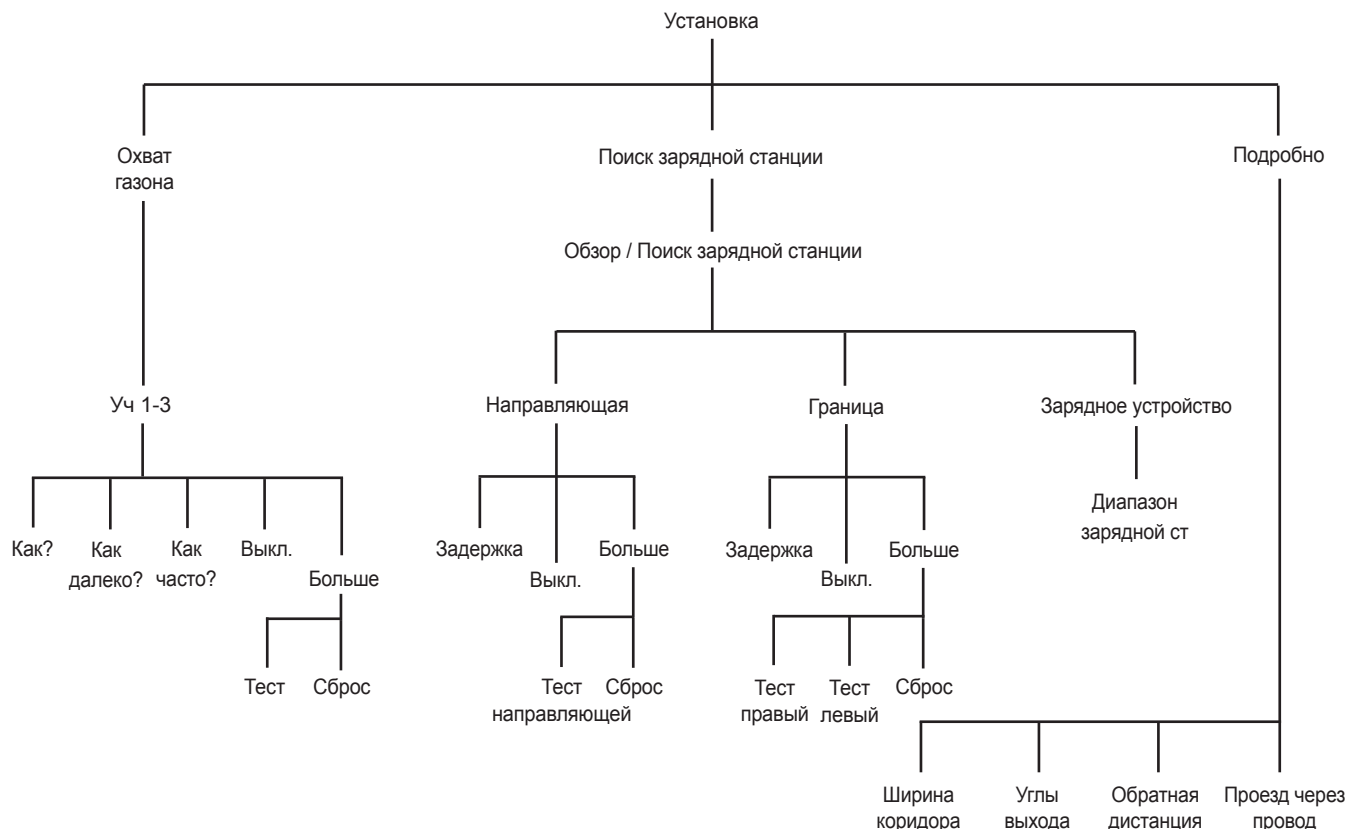 Установка
Охват
газона
Поиск зарядной станции
Подробно
Обзор / Поиск зарядной станции
Уч 1-3
Направляющая
Граница
Зарядное устройство
Как?
Как
далеко?
Как
часто?
Выкл.
Больше
Задержка
Выкл.
Больше
Задержка
Выкл.
Больше
Диапазон
зарядной ст
Тест
Сброс
Тест
направляющей
Сброс
Тест
правый
Тест
левый
Сброс
Ширина
коридора
Углы
выхода
Обратная
дистанция
Проезд через
провод